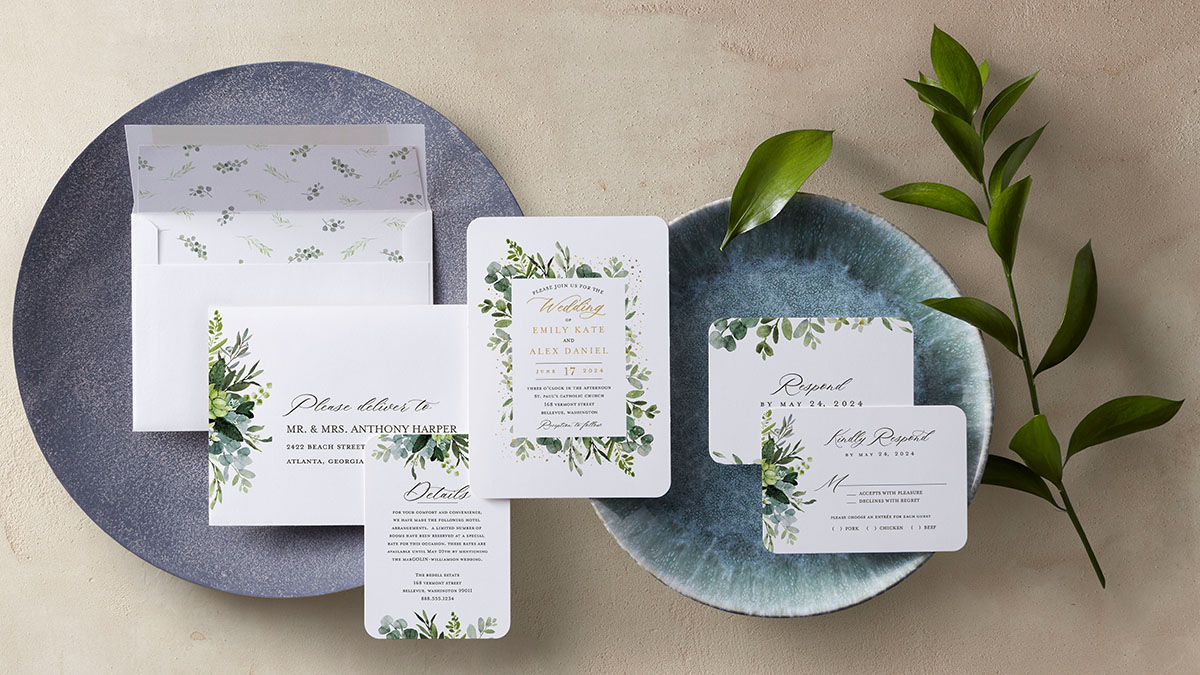 Please deliver to
MR. & MRS. ANTHONY HARPER
2422 BEACH STREET
ATLANTA, GEORGIA
Details
FOR YOUR COMFORT AND CONVENIENCE,
WE HAVE MADE THE FOLLOWING HOTEL
ARRANGEMENTS. A LIMITED NUMBER OF
ROOMS HAVE BEEN RESERVED AT A SPECIAL
RATE FOR THIS OCCASION. THESE RATES ARE
AVAILABLE UNTIL MAY 20TH BY MENTIONING
THE MARGOLIN-WILLIAMSON WEDDING.
THE BEDELL ESTATE
168 VERMONT STREET
BELLEVUE, WASHINGTON 29011
888.555.1234
PLEASE JOIN US FOR THE
Wedding
OF
EMILY KATE
AND
ALEX DANIEL
JUNE 17 2024
THREE O'CLOCK IN THE AFTERNOON
ST. PAUL'S CATHOLIC CHURCH
168 VERMONT STREET
BELLEVUE, WASHINGTON
Reception to follow
Respond
BY MAY 24, 2024
Kindly Respond
BY MAY 24, 2024
M
ACCEPTS WITH PLEASURE
DECLINES WITH REGRET
PLEASE CHOOSE AN ENTRÉE FOR EACH GUEST
( ) PORK ( ) CHICKEN ( ) BEEF